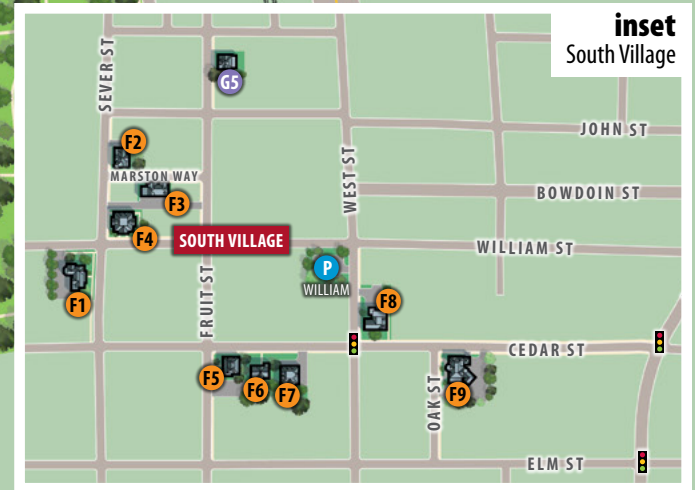 inset
South Village
SEVER ST
G5
JOHN ST
F2
MARSTON WAY
WEST ST
BOWDOIN ST
F3
F4
SOUTH VILLAGE
WILLIAM ST
P
WILLIAM
F1
FRUIT ST
F8
CEDAR ST
F5
F6
F7
OAK ST
F9
ELM ST